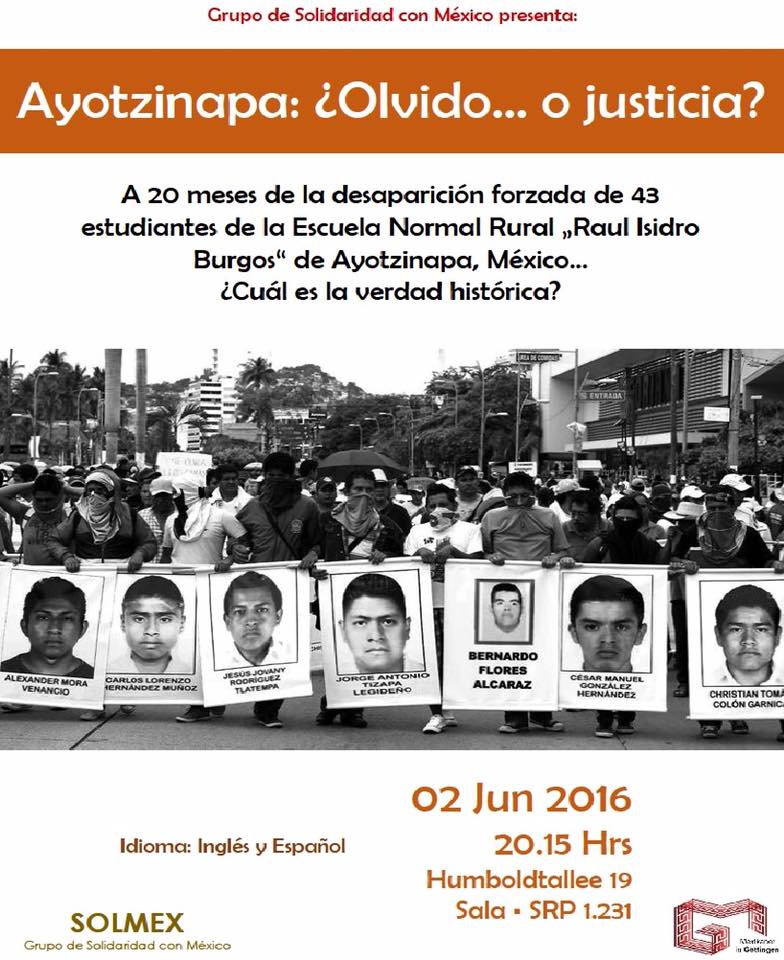 Grupo de Solidaridad con México presenta:
Ayotzinapa: ¿Olvido... o justicia?
A 20 meses de la desaparición forzada de 43
estudiantes de la Escuela Normal Rural „Raul Isidro
Burgos“ de Ayotzinapa, México...
¿Cuál es la verdad histórica?
ENTRADA
ALEXANDER MORA
VENANCIO
CARLOS LORENZO
HERNÁNDEZ MUÑOZ
JESÚS JOVANY
RODRÍGUEZ
TLATEMPA
JORGE ANTONIO
TIZAPA
LEGIDEÑO
BERNARDO
FLORES
ALCARAZ
CÉSAR MANUEL
GONZÁLEZ
HERNÁNDEZ
CHRISTIAN TOMA
COLÓN GARNICA
02 Jun 2016
20.15 Hrs
Idioma: Inglés y Español
Humboldtallee 19
Sala ▪ SRP 1.231
SOLMEX
Grupo de Solidaridad con México
Mexikaner
in Göttingen